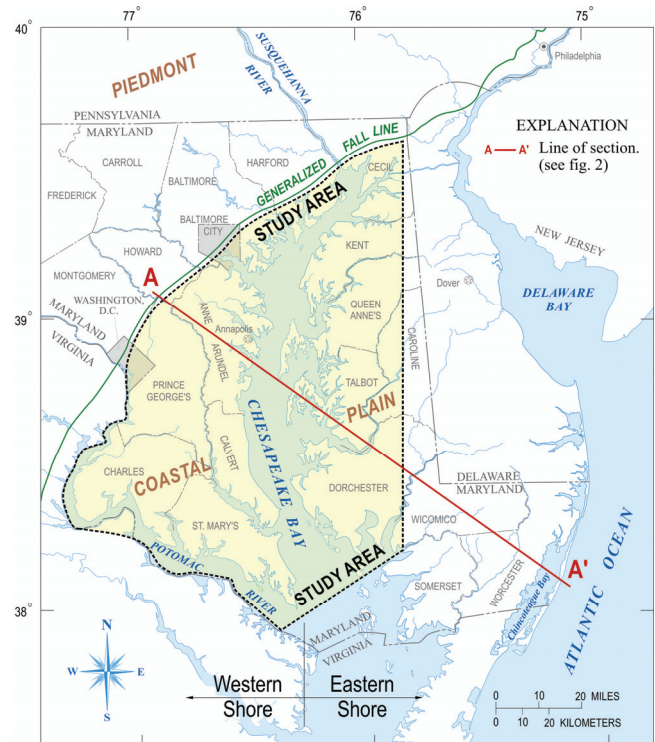 77
76
75
40°
39°
38°
PIEDMONT
SUSQUEHANNA
RIVER
Philadelphia
PENNSYLVANIA
MARYLAND
EXPLANATION
A — A' Line of section.
(see fig. 2)
CARROLL
HARFORD
CECIL
GENERALIZED FALL LINE
STUDY AREA
BALTIMORE
FREDERICK
BALTIMORE
CITY
KENT
NEW JERSEY
HOWARD
MONTGOMERY
A
Dover
DELAWARE
BAY
WASHINGTON,
D.C.
MARYLAND
VIRGINIA
ANNE
ARUNDEL
Annapolis
QUEEN
ANNE'S
CAROLINE
TALBOT
PRINCE
GEORGE'S
PLAIN
CHESAPEAKE BAY
CALVERT
COASTAL
CHARLES
DORCHESTER
DELAWARE
MARYLAND
ST. MARY'S
WICOMICO
POTOMAC
RIVER
STUDY AREA
SOMERSET
WORCESTER
A'
Chincoteague Bay
ATLANTIC OCEAN
MARYLAND
VIRGINIA
N
W
E
S
Western
Shore
Eastern
Shore
0 10 20 MILES
0 10 20 KILOMETERS
77
76
75